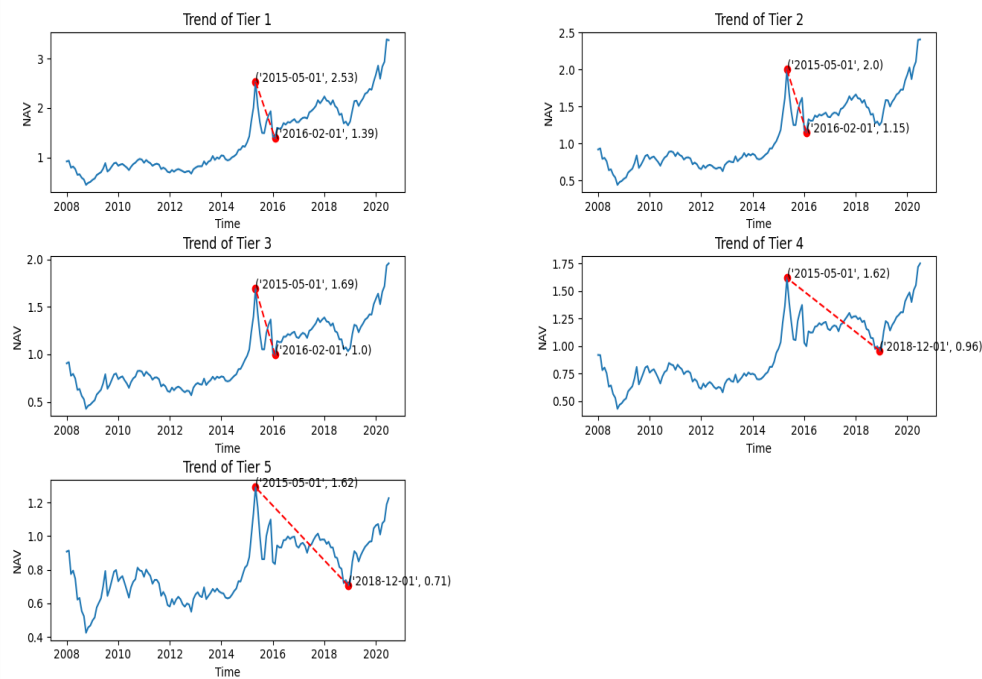 Trend of Tier 1
NAV
3
2
1
('2015-05-01', 2.53)
'2016-02-01', 1.39)
2008 2010 2012 2014 2016 2018 2020
Time
Trend of Tier 2
NAV
2.5
2.0
1.5
1.0
0.5
('2015-05-01', 2.0)
'2016-02-01', 1.15)
2008 2010 2012 2014 2016 2018 2020
Time
Trend of Tier 3
NAV
2.0
1.5
1.0
0.5
('2015-05-01', 1.69)
'2016-02-01', 1.0)
2008 2010 2012 2014 2016 2018 2020
Time
Trend of Tier 4
NAV
1.75
1.50
1.25
1.00
0.75
0.50
('2015-05-01', 1.62)
'2018-12-01', 0.96)
2008 2010 2012 2014 2016 2018 2020
Time
Trend of Tier 5
NAV
1.2
1.0
0.8
0.6
0.4
('2015-05-01', 1.62)
'2018-12-01', 0.71)
2008 2010 2012 2014 2016 2018 2020
Time